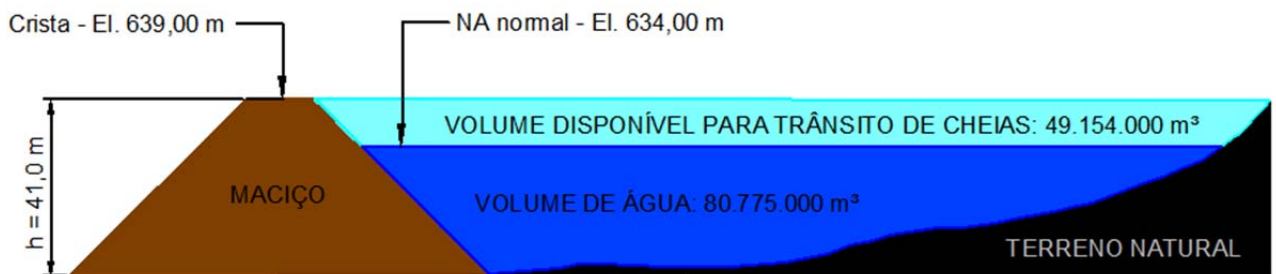 Crista - El. 639,00 m
NA normal - El. 634,00 m
VOLUME DISPONÍVEL PARA TRÂNSITO DE CHEIAS: 49.154.000 m³
h = 41,0 m
MACIÇO
VOLUME DE ÁGUA: 80.775.000 m³
TERRENO NATURAL